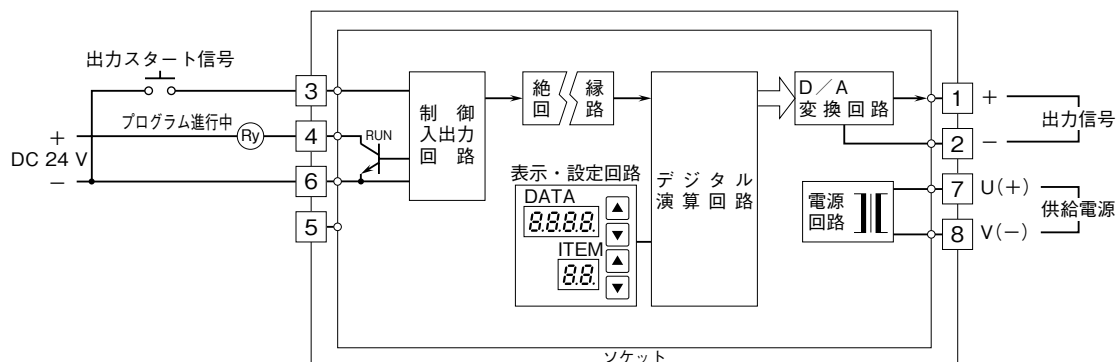 出力スタート信号
3
プログラム進行中
Ry
4
RUN
+
DC 24 V
−
6
5
制御
入出力
回路
絶縁
回路
表示・設定回路
DATA
8.8.8.8.
ITEM
8.8.
デジタル
演算回路
D/A
変換回路
1
+
出力信号
2
−
電源
回路
7
U(+)
供給電源
8
V(−)
ソケット